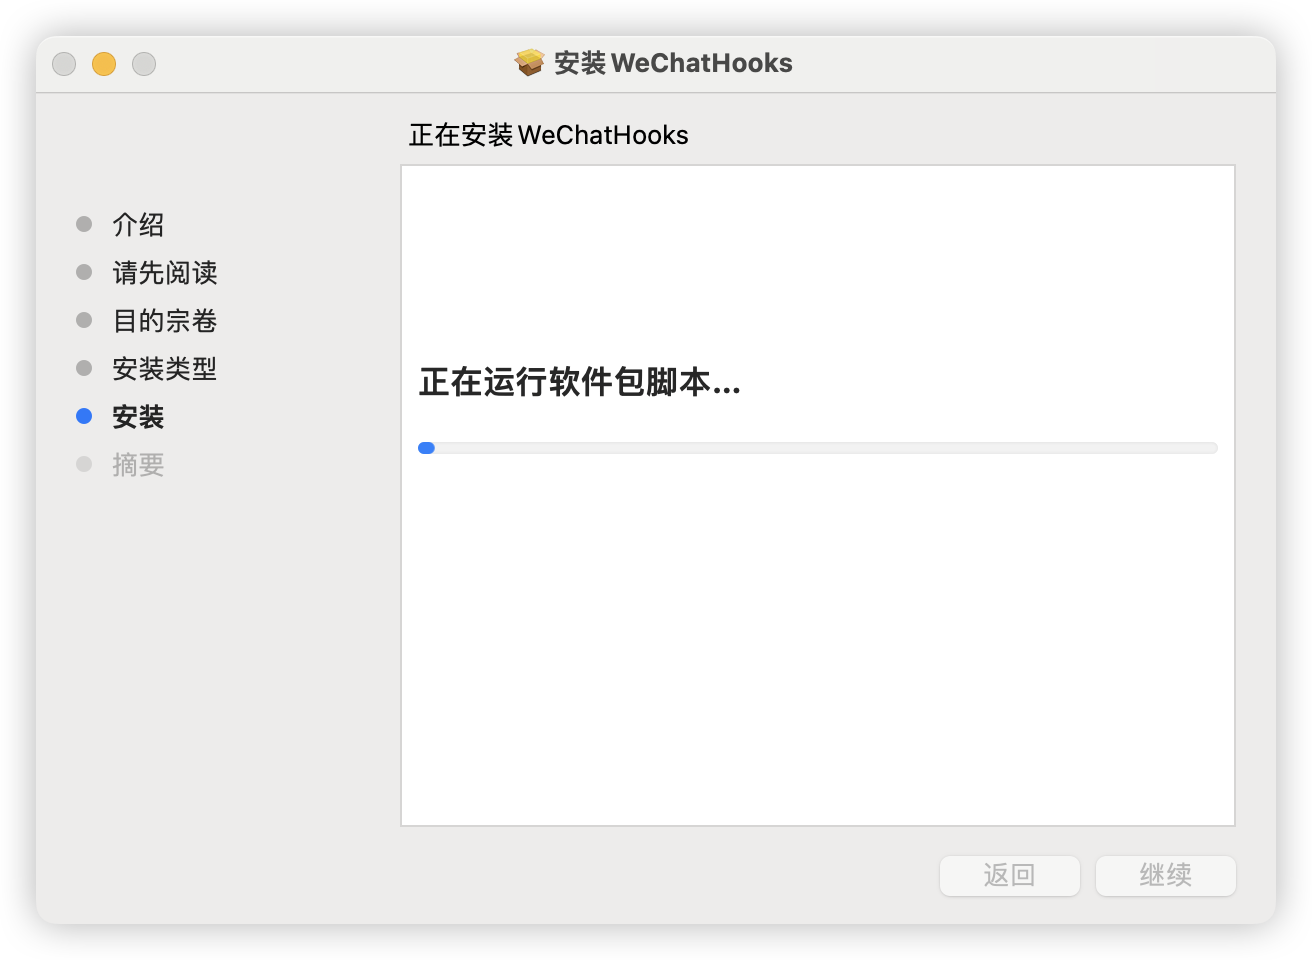 安装 WeChatHooks
正在安装 WeChatHooks
介绍
请先阅读
目的宗卷
安装类型
安装
摘要
正在运行软件包脚本...
返回
继续